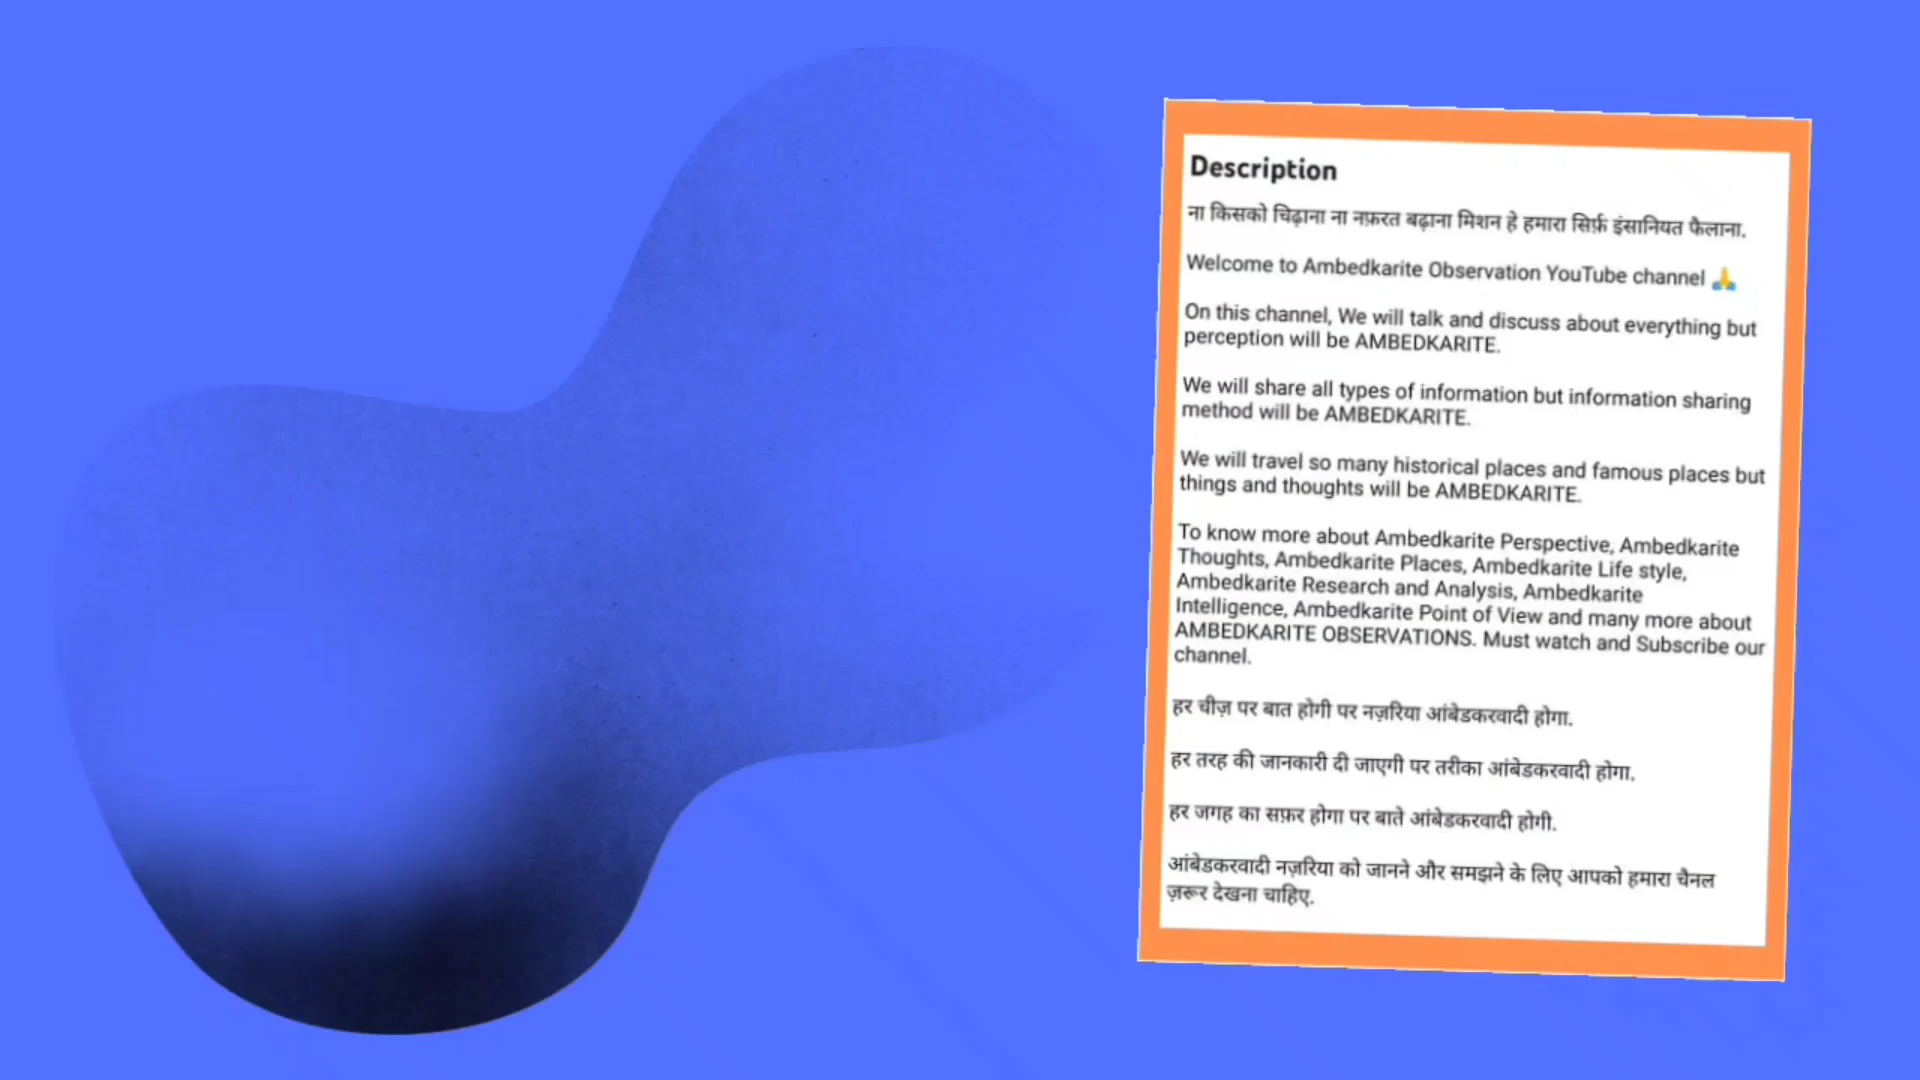 Description
ना किसको चिढ़ाना ना नफ़रत बढ़ाना मिशन हे हमारा सिर्फ़ इंसानियत फैलाना.
Welcome to Ambedkarite Observation YouTube channel 🙏
On this channel, We will talk and discuss about everything but
perception will be AMBEDKARITE.
We will share all types of information but information sharing
method will be AMBEDKARITE.
We will travel so many historical places and famous places but
things and thoughts will be AMBEDKARITE.
To know more about Ambedkarite Perspective, Ambedkarite
Thoughts, Ambedkarite Places, Ambedkarite Life style,
Ambedkarite Research and Analysis, Ambedkarite
Intelligence, Ambedkarite Point of View and many more about
AMBEDKARITE OBSERVATIONS. Must watch and Subscribe our
channel.
हर चीज़ पर बात होगी पर नज़रिया आंबेडकरवादी होगा.
हर तरह की जानकारी दी जाएगी पर तरीका आंबेडकरवादी होगा.
हर जगह का सफ़र होगा पर बाते आंबेडकरवादी होगी.
आंबेडकरवादी नज़रिया को जानने और समझने के लिए आपको हमारा चैनल
ज़रूर देखना चाहिए.